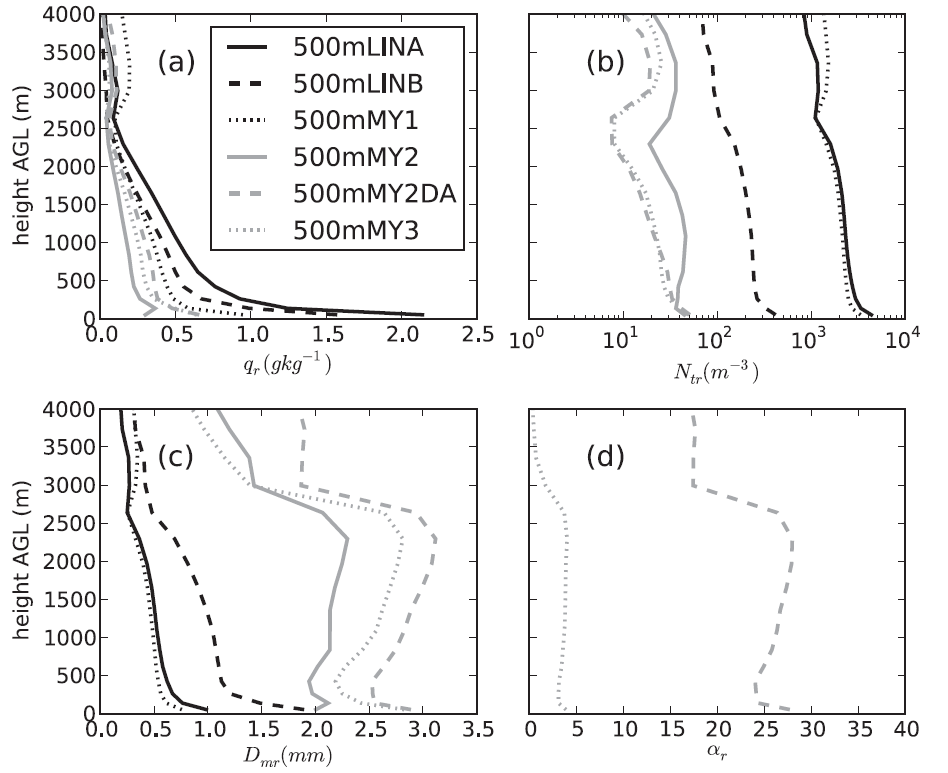 4000
3500
3000
2500
2000
1500
1000
500
0
height AGL (m)
(a)
500mLINA
500mLINB
500mMY1
500mMY2
500mMY2DA
500mMY3
0.0 0.5 1.0 1.5 2.0 2.5
q_r(gkg^{-1})
(b)
10^0 10^1 10^2 10^3 10^4
N_{tr}(m^{-3})
4000
3500
3000
2500
2000
1500
1000
500
0
height AGL (m)
(c)
0.0 0.5 1.0 1.5 2.0 2.5 3.0 3.5
D_{mr}(mm)
(d)
0 5 10 15 20 25 30 35 40
α_r